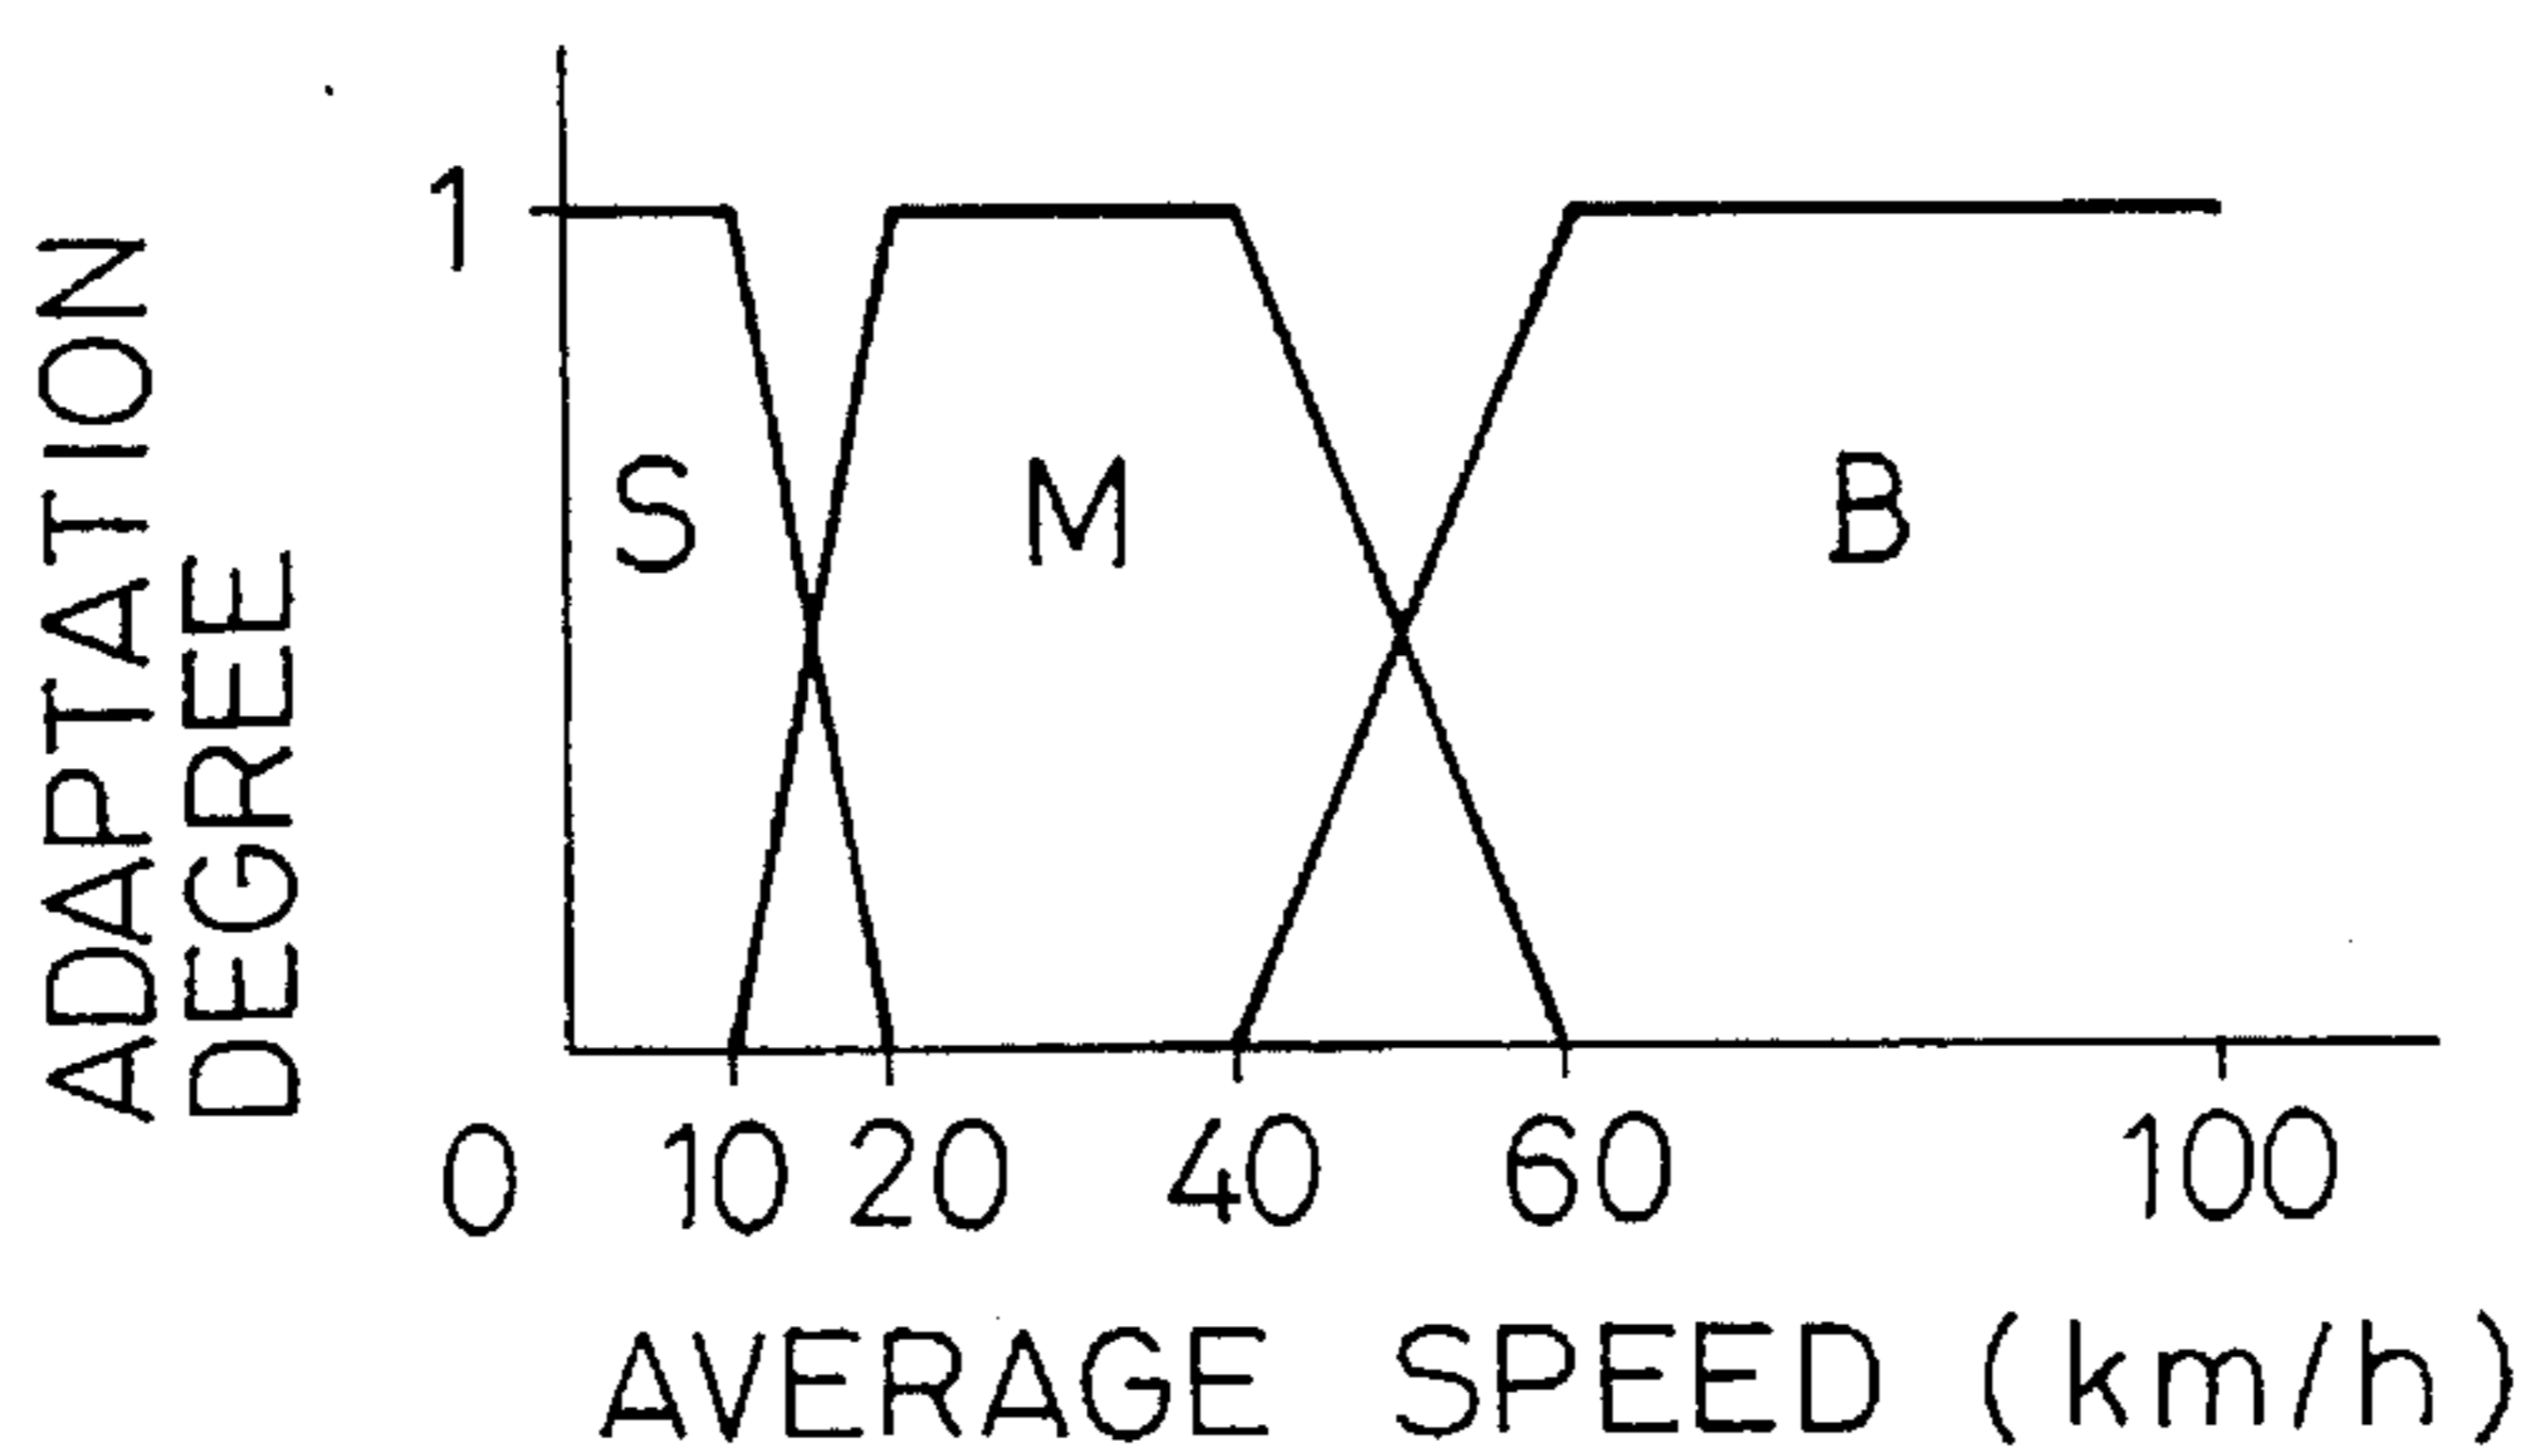 ADAPTATION
DEGREE
1
S M B
0 10 20 40 60 100
AVERAGE SPEED (km/h)